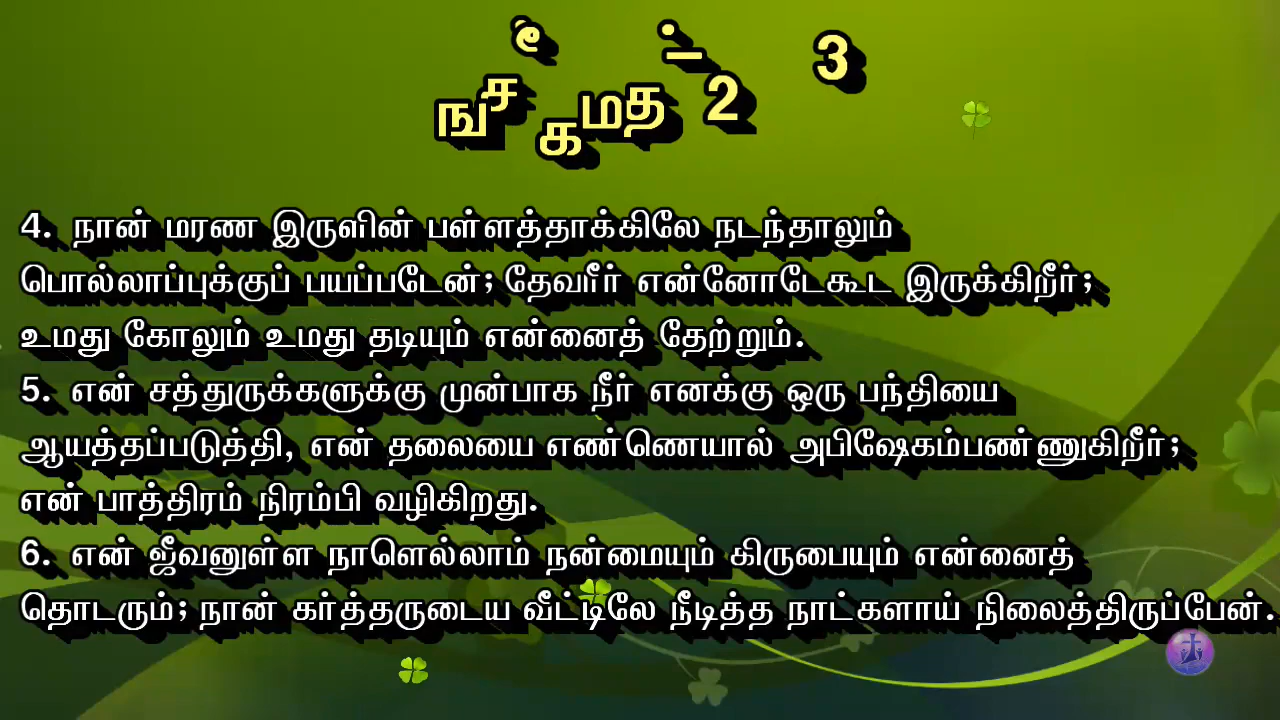 சங்கீதம் - 23
4. நான் மரண இருளின் பள்ளத்தாக்கிலே நடந்தாலும்
பொல்லாப்புக்குப் பயப்படேன்; தேவரீர் என்னோடேகூட இருக்கிறீர்;
உமது கோலும் உமது தடியும் என்னைத் தேற்றும்.
5. என் சத்துருக்களுக்கு முன்பாக நீர் எனக்கு ஒரு பந்தியை
ஆயத்தப்படுத்தி, என் தலையை எண்ணெயால் அபிஷேகம்பண்ணுகிறீர்;
என் பாத்திரம் நிரம்பி வழிகிறது.
6. என் ஜீவனுள்ள நாளெல்லாம் நன்மையும் கிருபையும் என்னைத்
தொடரும்; நான் கர்த்தருடைய வீட்டிலே நீடித்த நாட்களாய் நிலைத்திருப்பேன்.